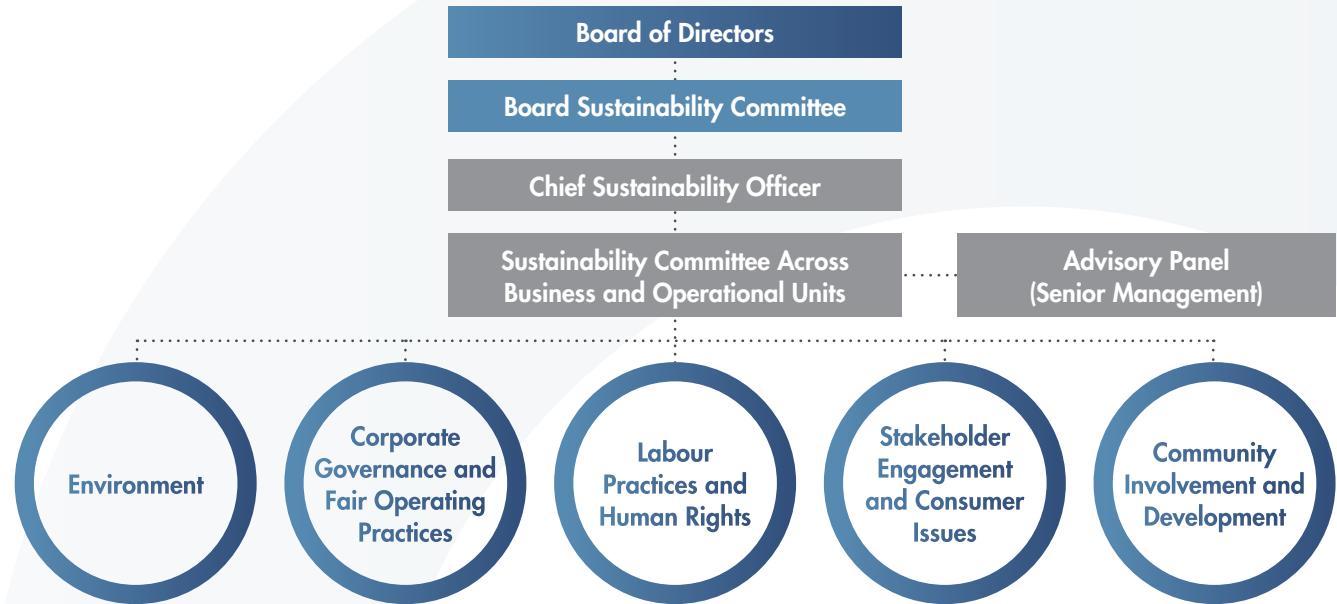 Board of Directors
Board Sustainability Committee
Chief Sustainability Officer
Sustainability Committee Across
Business and Operational Units
Advisory Panel
(Senior Management)
Environment
Corporate
Governance and
Fair Operating
Practices
Labour
Practices and
Human Rights
Stakeholder
Engagement
and Consumer
Issues
Community
Involvement and
Development